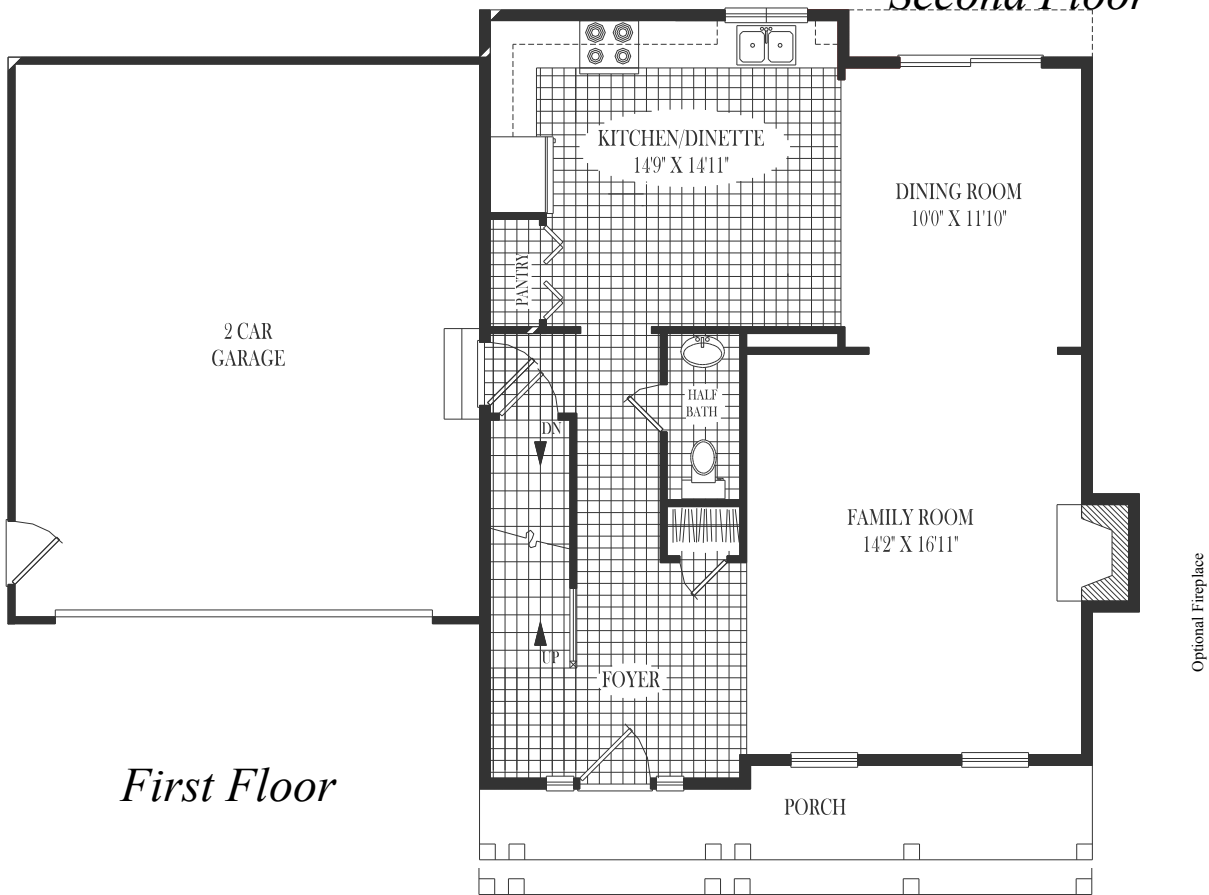 Second Floor
KITCHEN/DINETTE
14'9" X 14'11"
DINING ROOM
10'0" X 11'10"
PANTRY
2 CAR
GARAGE
HALF
BATH
DN
FAMILY ROOM
14'2" X 16'11"
Optional Fireplace
UP
FOYER
First Floor
PORCH